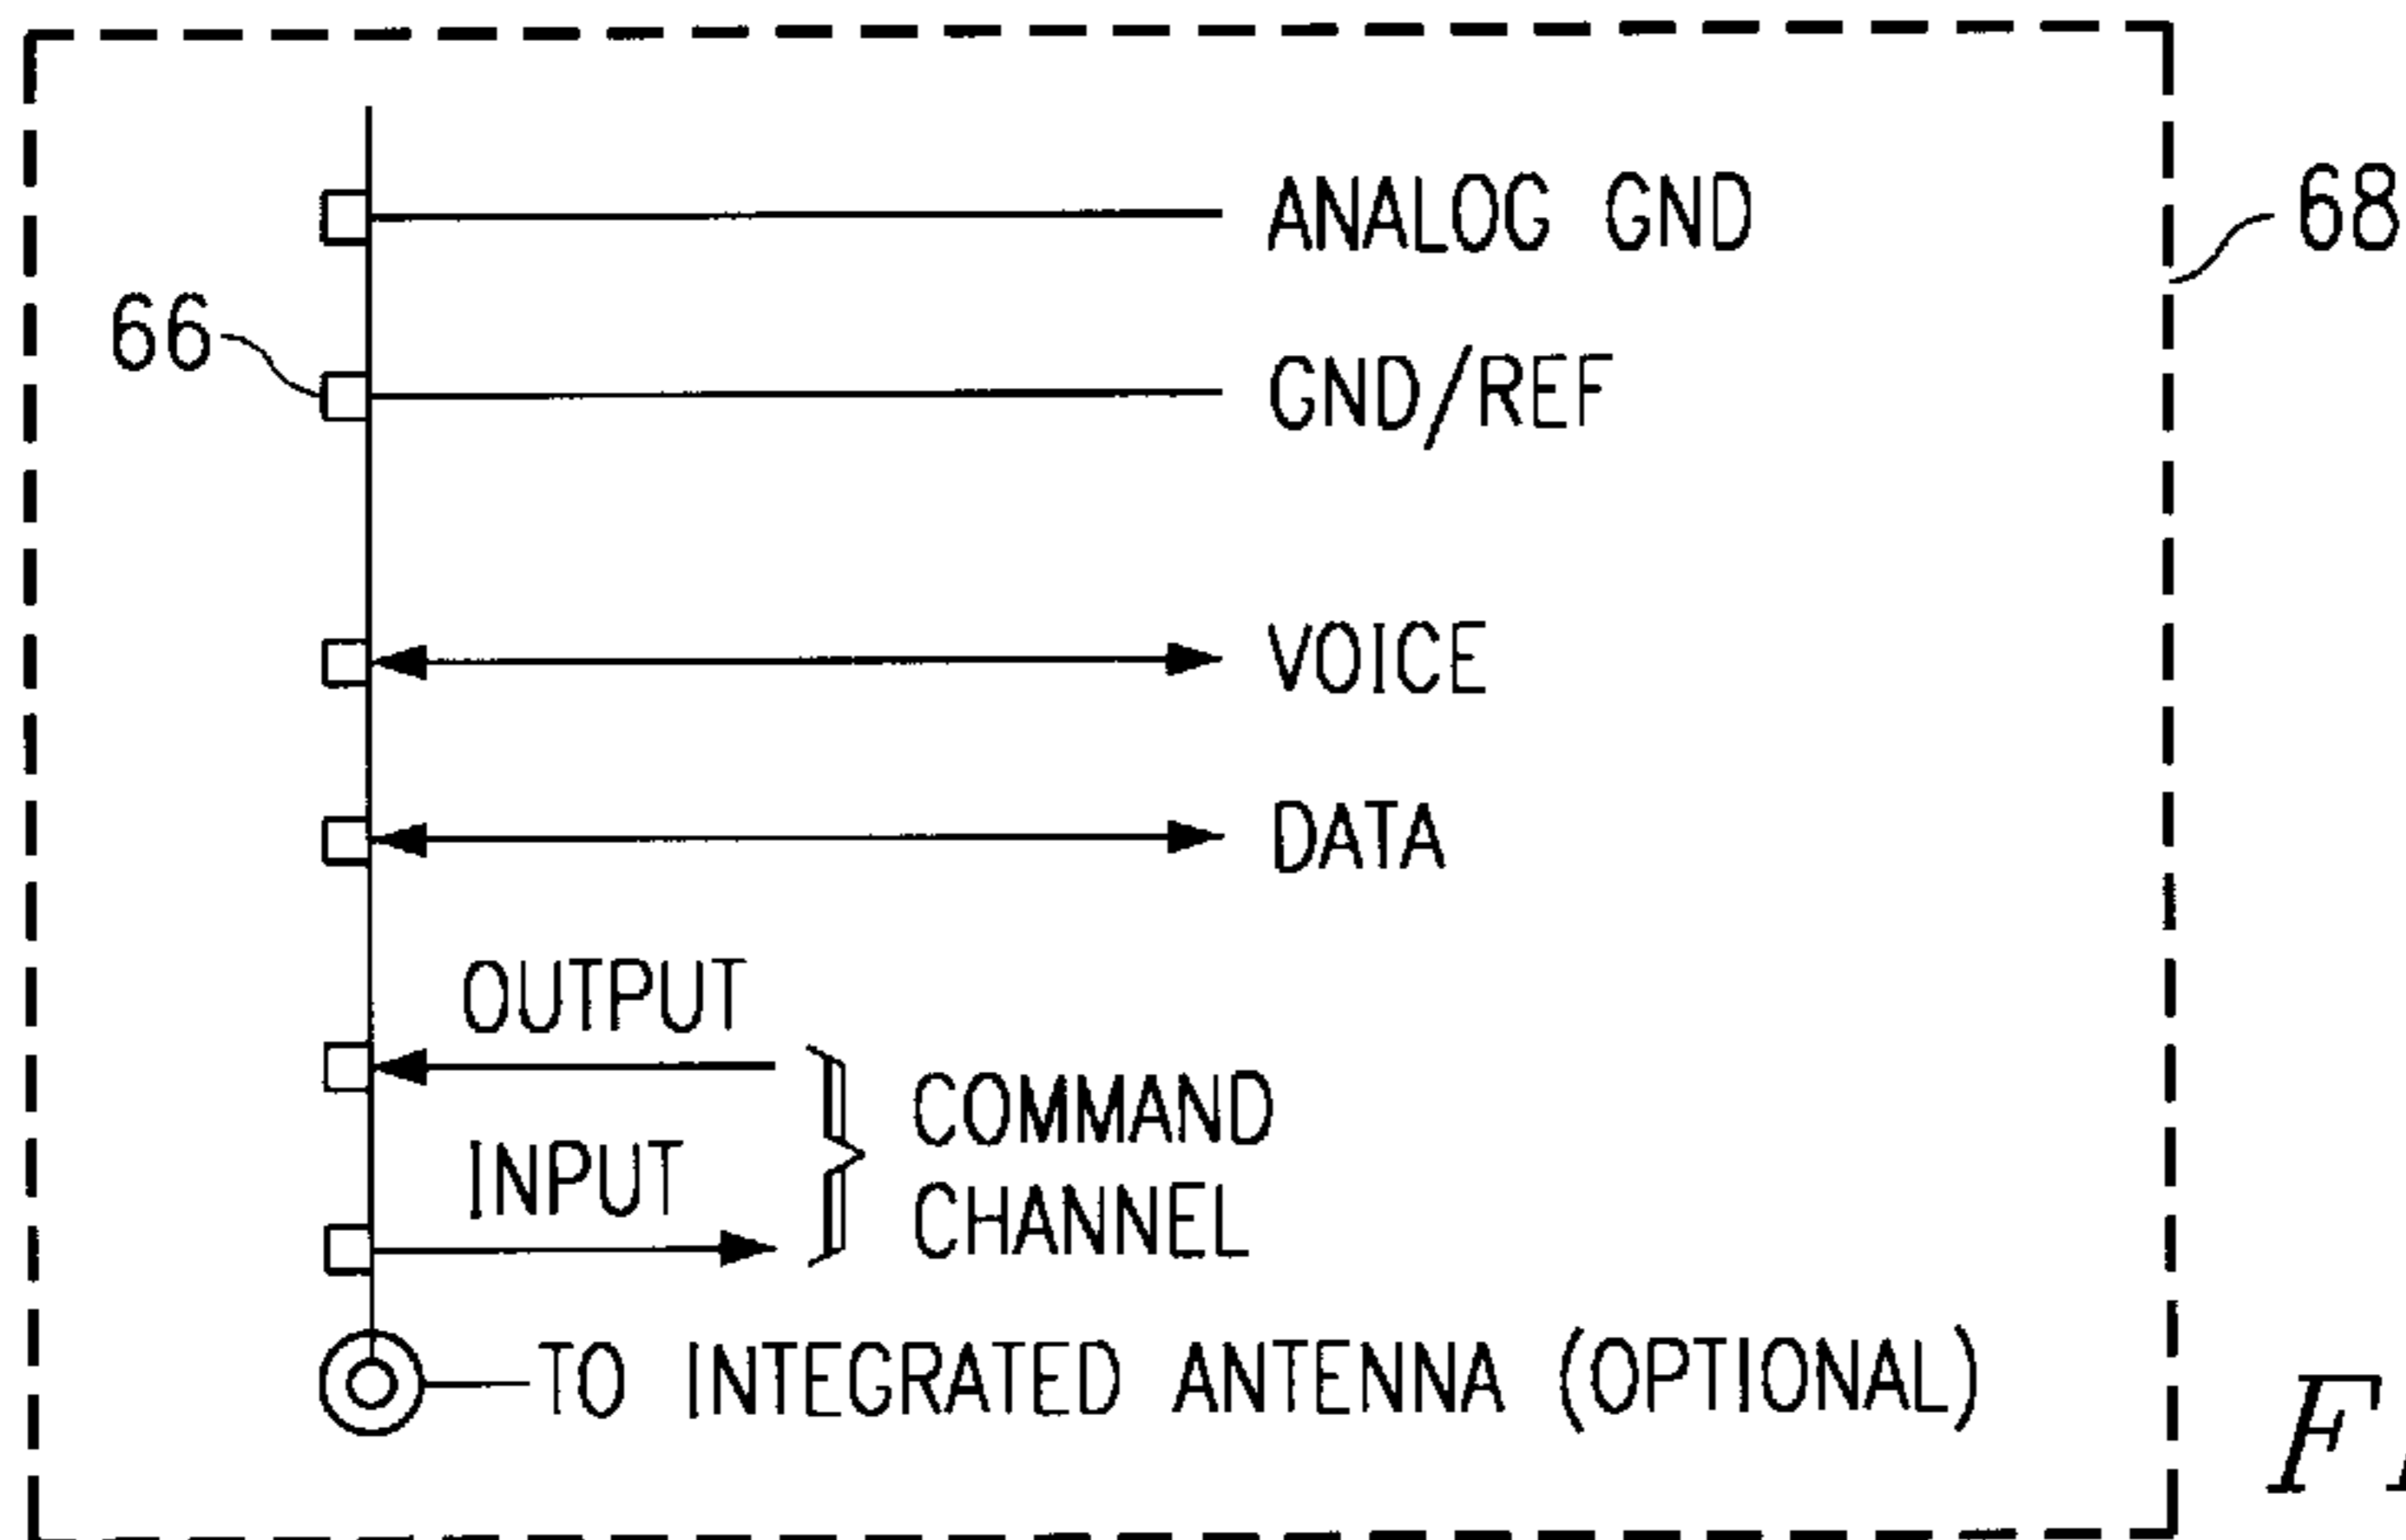 ANALOG GND
68
66
GND/REF
VOICE
DATA
OUTPUT
COMMAND
INPUT
CHANNEL
TO INTEGRATED ANTENNA (OPTIONAL)